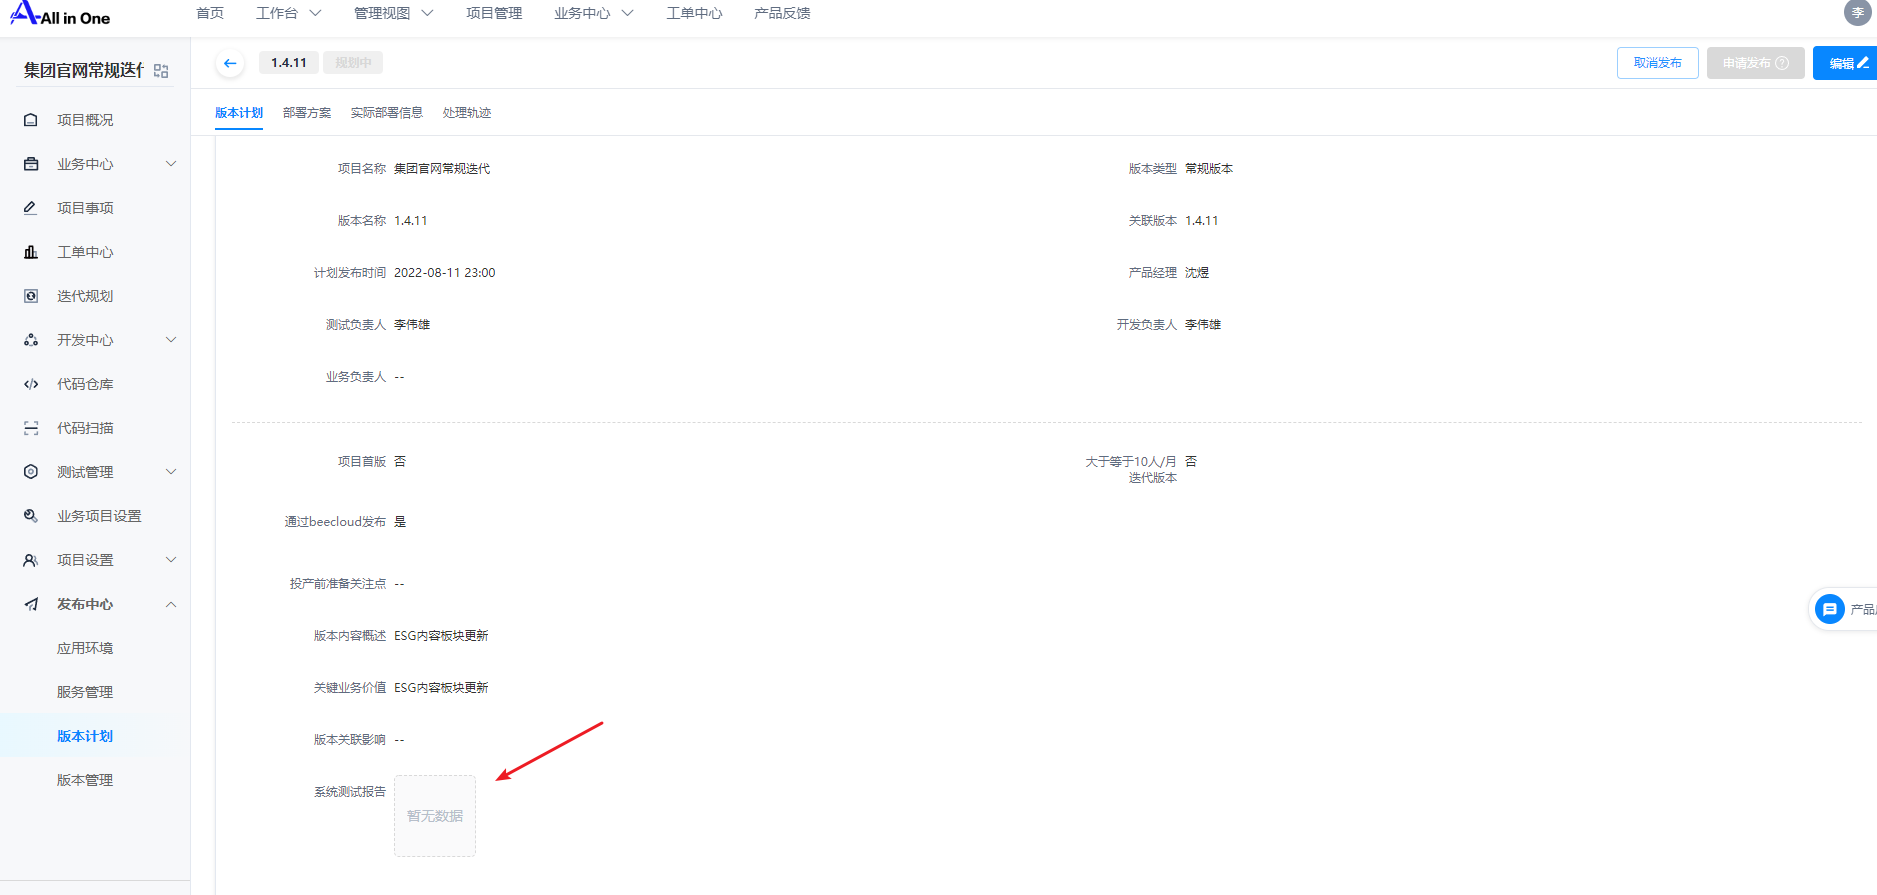 All in One
首页
工作台
管理视图
项目管理
业务中心
工单中心
产品反馈
李
集团官网常规迭
1.4.11
规划中
取消发布
申请发布
编辑
项目概况
业务中心
项目事项
工单中心
迭代规划
开发中心
代码仓库
代码扫描
测试管理
业务项目设置
项目设置
发布中心
应用环境
服务管理
版本计划
版本管理
版本计划
部署方案
实际部署信息
处理轨迹
项目名称 集团官网常规迭代
版本类型 常规版本
版本名称 1.4.11
关联版本 1.4.11
计划发布时间 2022-08-11 23:00
产品经理 沈煜
测试负责人 李伟雄
开发负责人 李伟雄
业务负责人 --
项目首版 否
大于等于10人/月 否
迭代版本
通过beecloud发布 是
投产前准备关注点 --
版本内容概述 ESG内容板块更新
关键业务价值 ESG内容板块更新
版本关联影响 --
系统测试报告
暂无数据
产品